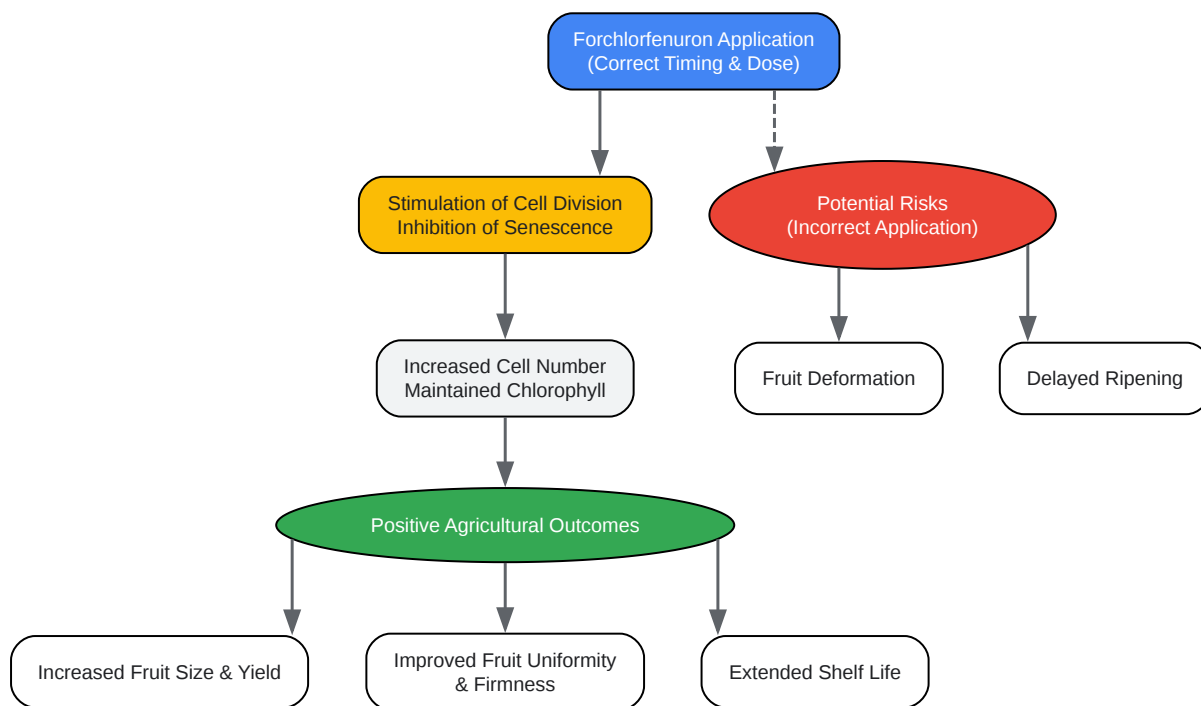 Forchlorfenuron Application
(Correct Timing & Dose)
Stimulation of Cell Division
Inhibition of Senescence
Potential Risks
(Incorrect Application)
Increased Cell Number
Maintained Chlorophyll
Fruit Deformation
Delayed Ripening
Positive Agricultural Outcomes
Increased Fruit Size & Yield
Improved Fruit Uniformity
& Firmness
Extended Shelf Life